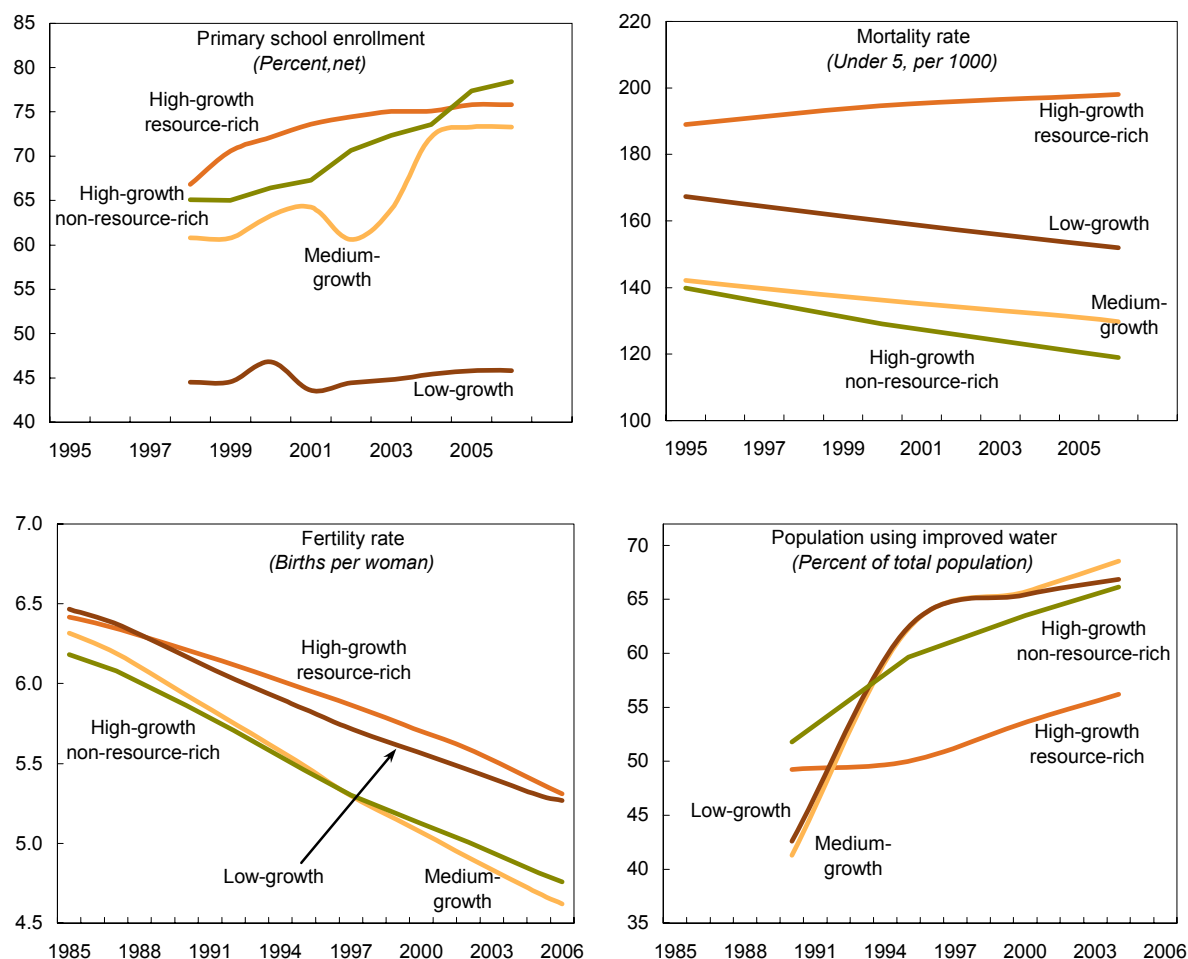 Primary school enrollment
(Percent,net)
85
80
75
70
65
60
55
50
45
40
High-growth
resource-rich
High-growth
non-resource-rich
Medium-
growth
Low-growth
1995 1997 1999 2001 2003 2005
Mortality rate
(Under 5, per 1000)
220
200
180
160
140
120
100
High-growth
resource-rich
Low-growth
Medium-
growth
High-growth
non-resource-rich
1995 1997 1999 2001 2003 2005
Fertility rate
(Births per woman)
7.0
6.5
6.0
5.5
5.0
4.5
High-growth
resource-rich
High-growth
non-resource-rich
Low-growth
Medium-
growth
1985 1988 1991 1994 1997 2000 2003 2006
Population using improved water
(Percent of total population)
70
65
60
55
50
45
40
35
High-growth
non-resource-rich
High-growth
resource-rich
Low-growth
Medium-
growth
1985 1988 1991 1994 1997 2000 2003 2006